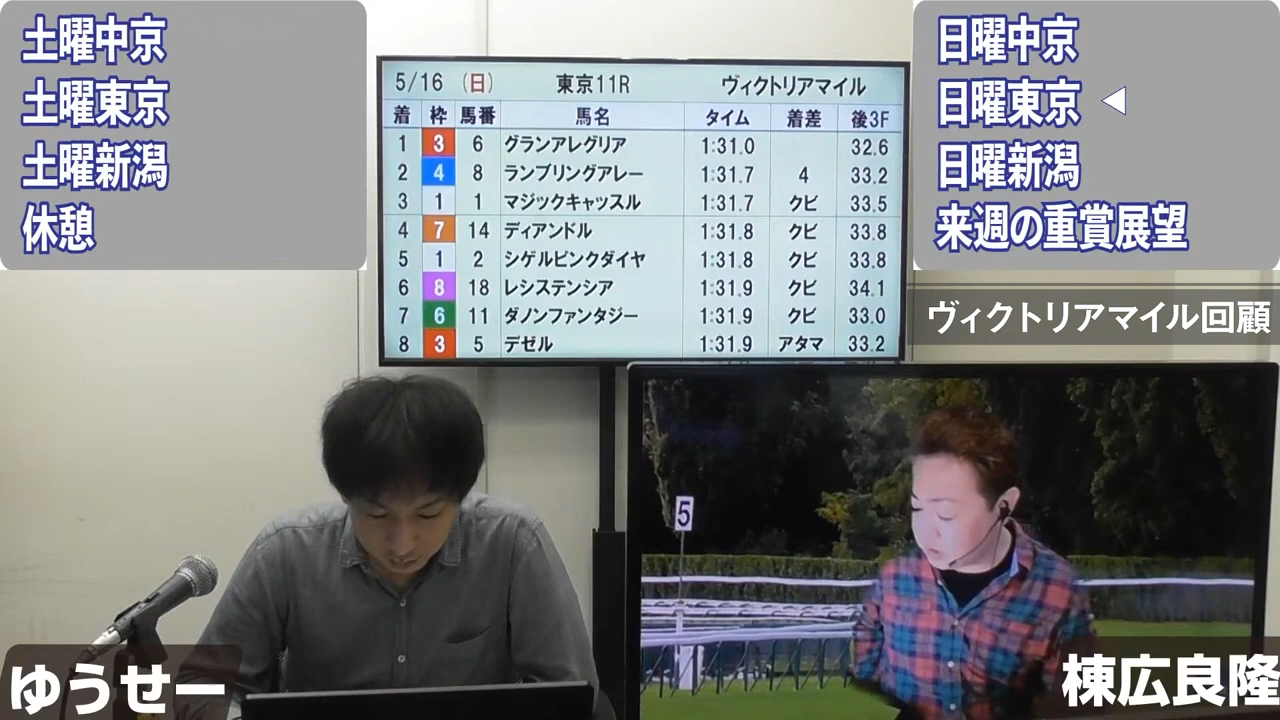 土曜中京
土曜東京
土曜新潟
休憩
5/16 (日) 東京11R ヴィクトリアマイル
着 枠 馬番 馬名 タイム 着差 後3F
1 3 6 グランアレグリア 1:31.0 32.6
2 4 8 ランブリングアレー 1:31.7 4 33.2
3 1 1 マジックキャッスル 1:31.7 クビ 33.5
4 7 14 ディアンドル 1:31.8 クビ 33.8
5 1 2 シゲルピンクダイヤ 1:31.8 クビ 33.8
6 8 18 レシステンシア 1:31.9 クビ 34.1
7 6 11 ダノンファンタジー 1:31.9 クビ 33.0
8 3 5 デゼル 1:31.9 アタマ 33.2
日曜中京
日曜東京 ◁
日曜新潟
来週の重賞展望
ヴィクトリアマイル回顧
5
ゆうせー
棟広良隆